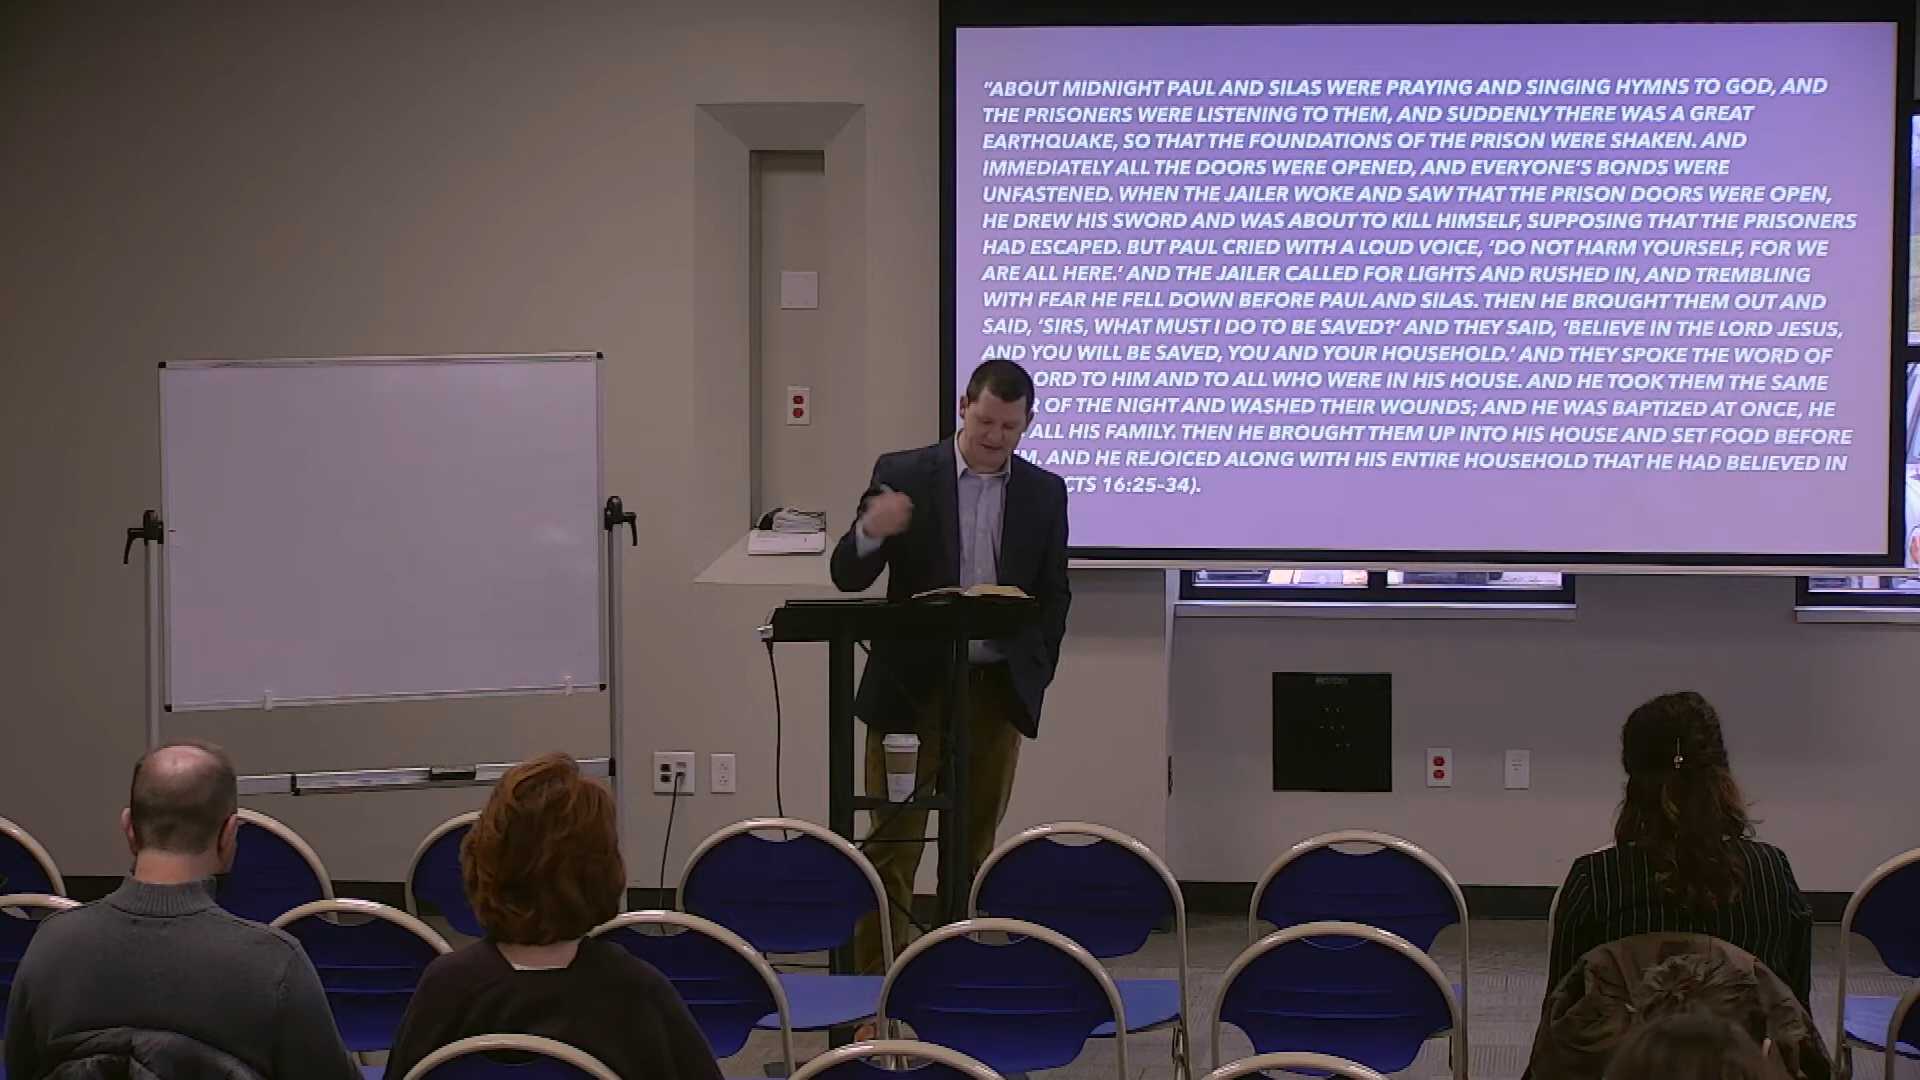 "ABOUT MIDNIGHT PAUL AND SILAS WERE PRAYING AND SINGING HYMNS TO GOD, AND
THE PRISONERS WERE LISTENING TO THEM, AND SUDDENLY THERE WAS A GREAT
EARTHQUAKE, SO THAT THE FOUNDATIONS OF THE PRISON WERE SHAKEN. AND
IMMEDIATELY ALL THE DOORS WERE OPENED, AND EVERYONE'S BONDS WERE
UNFASTENED. WHEN THE JAILER WOKE AND SAW THAT THE PRISON DOORS WERE OPEN,
HE DREW HIS SWORD AND WAS ABOUT TO KILL HIMSELF, SUPPOSING THAT THE PRISONERS
HAD ESCAPED. BUT PAUL CRIED WITH A LOUD VOICE, 'DO NOT HARM YOURSELF, FOR WE
ARE ALL HERE.' AND THE JAILER CALLED FOR LIGHTS AND RUSHED IN, AND TREMBLING
WITH FEAR HE FELL DOWN BEFORE PAUL AND SILAS. THEN HE BROUGHT THEM OUT AND
SAID, 'SIRS, WHAT MUST I DO TO BE SAVED?' AND THEY SAID, 'BELIEVE IN THE LORD JESUS,
AND YOU WILL BE SAVED, YOU AND YOUR HOUSEHOLD.' AND THEY SPOKE THE WORD OF
ORD TO HIM AND TO ALL WHO WERE IN HIS HOUSE. AND HE TOOK THEM THE SAME
R OF THE NIGHT AND WASHED THEIR WOUNDS; AND HE WAS BAPTIZED AT ONCE, HE
ALL HIS FAMILY. THEN HE BROUGHT THEM UP INTO HIS HOUSE AND SET FOOD BEFORE
M. AND HE REJOICED ALONG WITH HIS ENTIRE HOUSEHOLD THAT HE HAD BELIEVED IN
CTS 16:25-34).